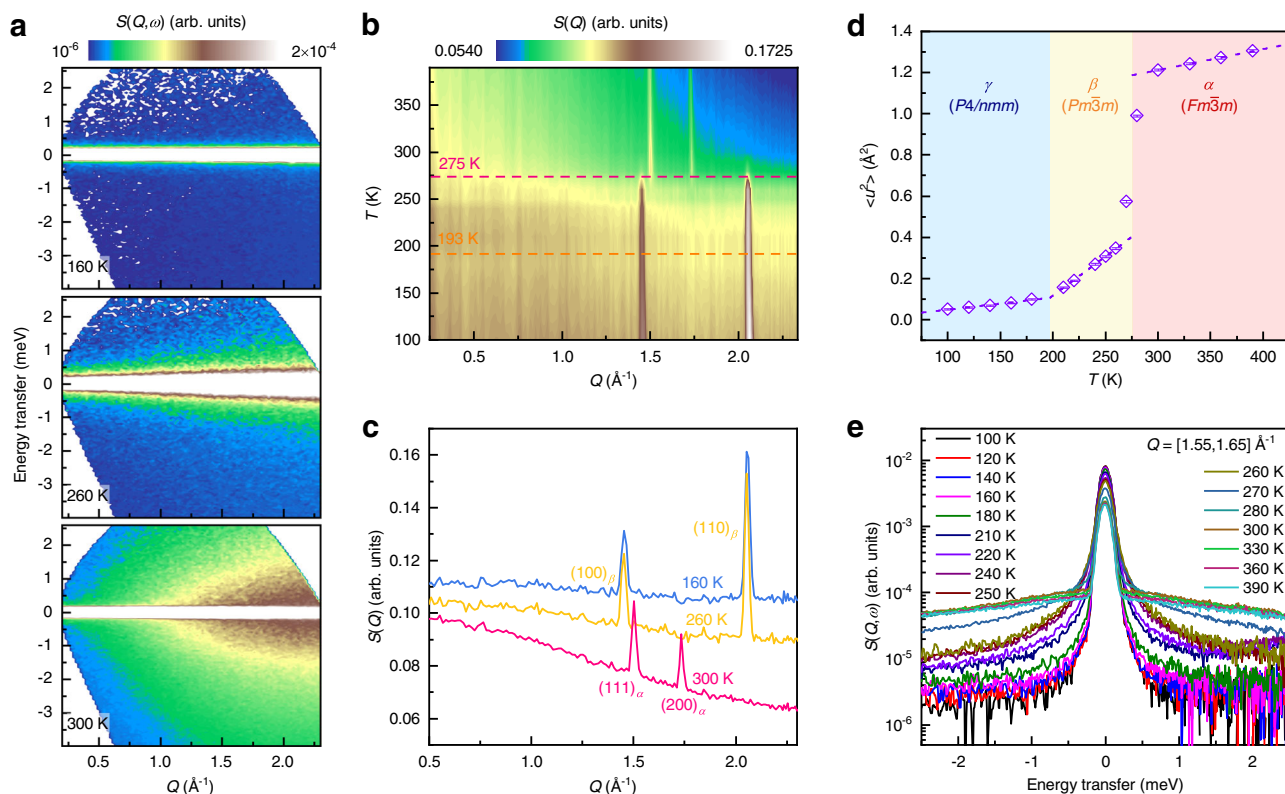 a
S(Q,ω) (arb. units)
10⁻⁶ 2×10⁻⁴
2
1
0
-1
-2
-3
160 K
2
1
0
-1
-2
-3
260 K
2
1
0
-1
-2
-3
300 K
Energy transfer (meV)
0.5 1.0 1.5 2.0
Q (Å⁻¹)
b
S(Q) (arb. units)
0.0540 0.1725
350
300
250
200
150
100
T (K)
275 K
193 K
0.5 1.0 1.5 2.0
Q (Å⁻¹)
c
0.16
0.14
0.12
0.10
0.08
0.06
S(Q) (arb. units)
(110)β
(100)β
160 K
260 K
300 K
(111)α
(200)α
0.5 1.0 1.5 2.0
Q (Å⁻¹)
d
1.4
1.2
1.0
0.8
0.6
0.4
0.2
0.0
<u²> (Å²)
γ
(P4/nmm)
β
(Pm3̅m)
α
(Fm3̅m)
100 150 200 250 300 350 400
T (K)
e
10⁻²
10⁻³
10⁻⁴
10⁻⁵
10⁻⁶
S(Q,ω) (arb. units)
Q = [1.55,1.65] Å⁻¹
100 K
120 K
140 K
160 K
180 K
210 K
220 K
240 K
250 K
260 K
270 K
280 K
300 K
330 K
360 K
390 K
-2 -1 0 1 2
Energy transfer (meV)